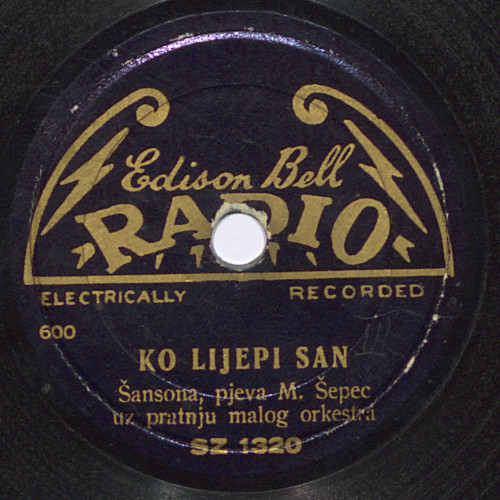 Edison Bell
RADIO
ELECTRICALLY RECORDED
600
KO LIJEPI SAN
Šansona, pjeva M. Šepec
uz pratnju malog orkestra
SZ 1320